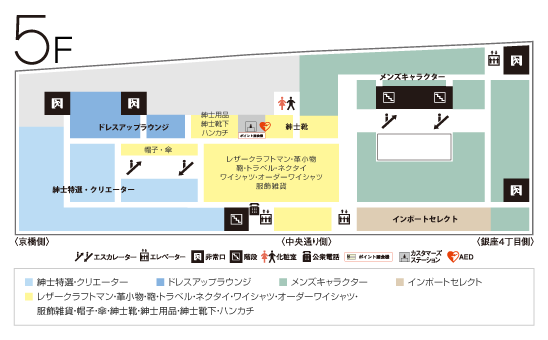 5F
メンズキャラクター
紳士用品
紳士靴下
ハンカチ
紳士靴
ドレスアップラウンジ
ポイント照会機
帽子・傘
レザークラフトマン・革小物
鞄・トラベル・ネクタイ
ワイシャツ・オーダーワイシャツ
服飾雑貨
紳士特選・クリエーター
インポートセレクト
〈京橋側〉
〈中央通り側〉
〈銀座4丁目側〉
エスカレーター エレベーター 非常口 階段 化粧室 公衆電話 ポイント照会機 カスタマーズステーション AED
紳士特選・クリエーター ドレスアップラウンジ メンズキャラクター インポートセレクト
レザークラフトマン・革小物・鞄・トラベル・ネクタイ・ワイシャツ・オーダーワイシャツ・
服飾雑貨・帽子・傘・紳士靴・紳士用品・紳士靴下・ハンカチ